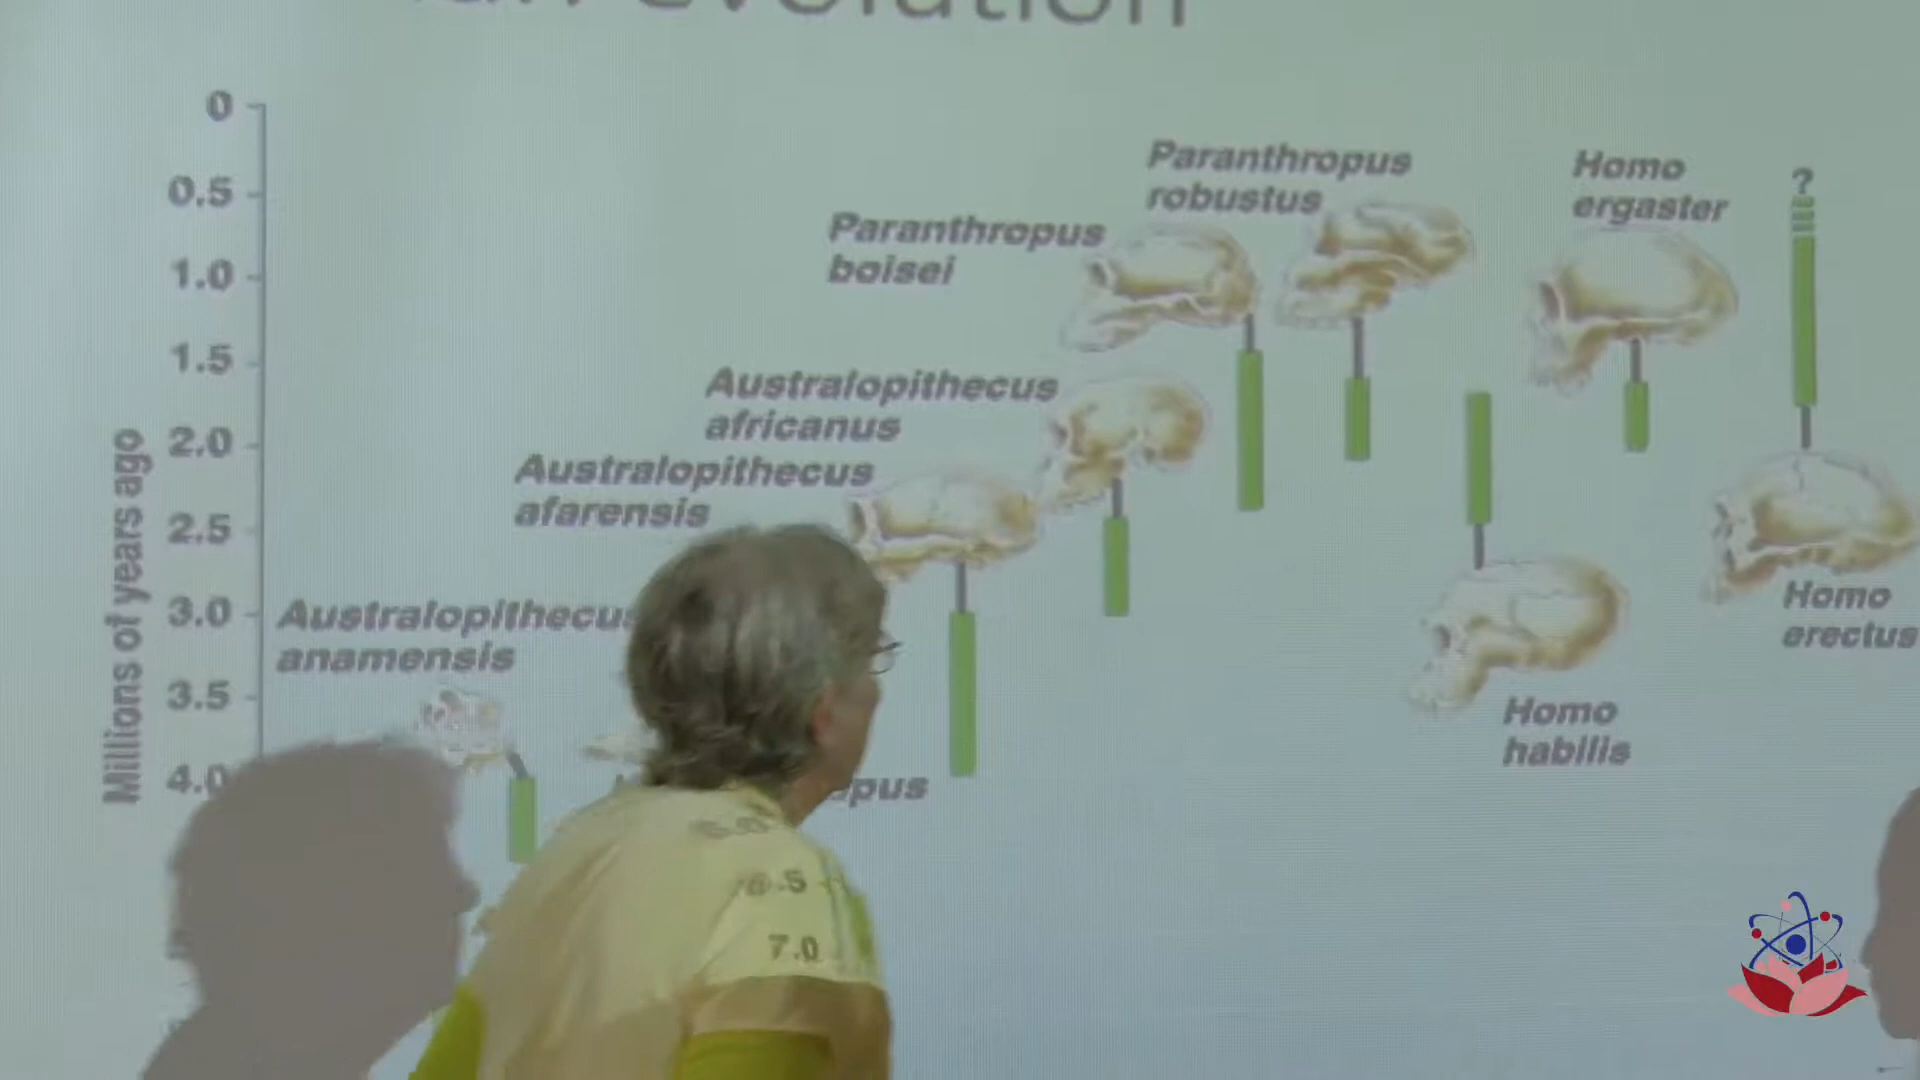 evolution
0
0.5
1.0
1.5
2.0
2.5
3.0
3.5
4.0
Millions of years ago
Paranthropus
robustus
Homo
ergaster
?
Paranthropus
boisei
Australopithecus
africanus
Australopithecus
afarensis
Australopithecus
anamensis
Homo
erectus
Homo
habilis
6.5
7.0